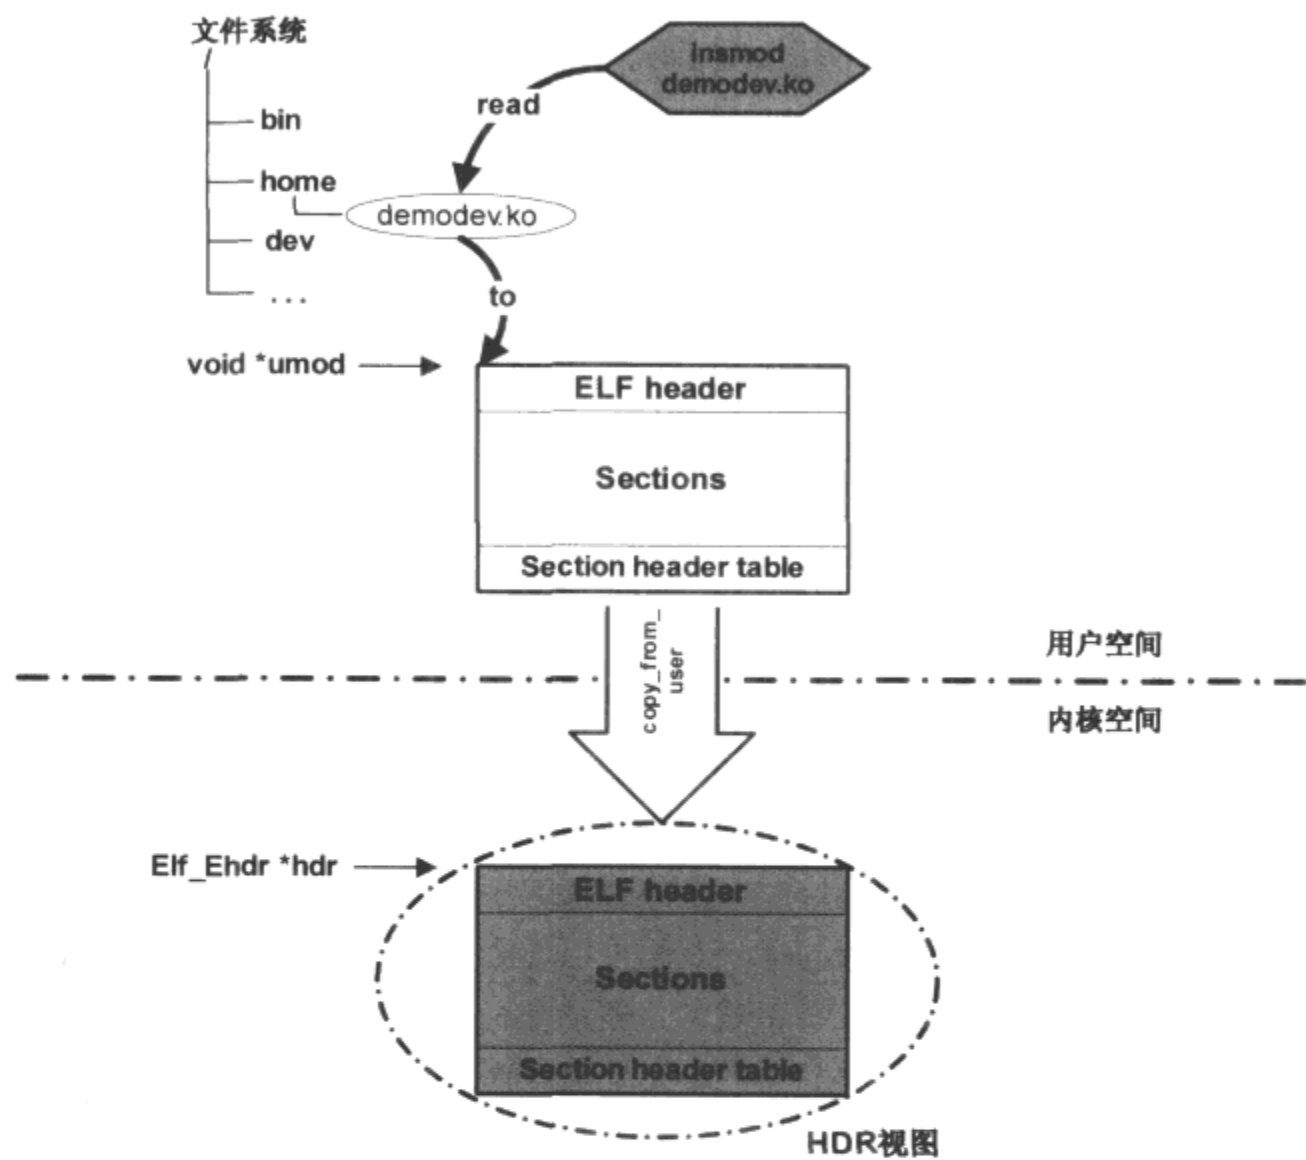 文件系统
/
insmod
demodev.ko
read
bin
home
demodev.ko
dev
...
to
void *umod
ELF header
Sections
Section header table
copy_from_
user
用户空间
内核空间
Elf_Ehdr *hdr
ELF header
Sections
Section header table
HDR视图